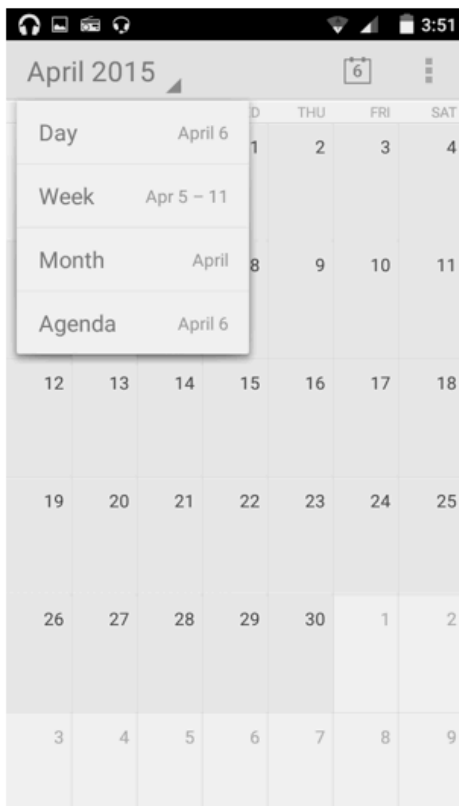 3:51
April 2015 6
D THU FRI SAT
Day April 6
1 2 3 4
Week Apr 5 – 11
Month April
8 9 10 11
Agenda April 6
12 13 14 15 16 17 18
19 20 21 22 23 24 25
26 27 28 29 30 1 2
3 4 5 6 7 8 9